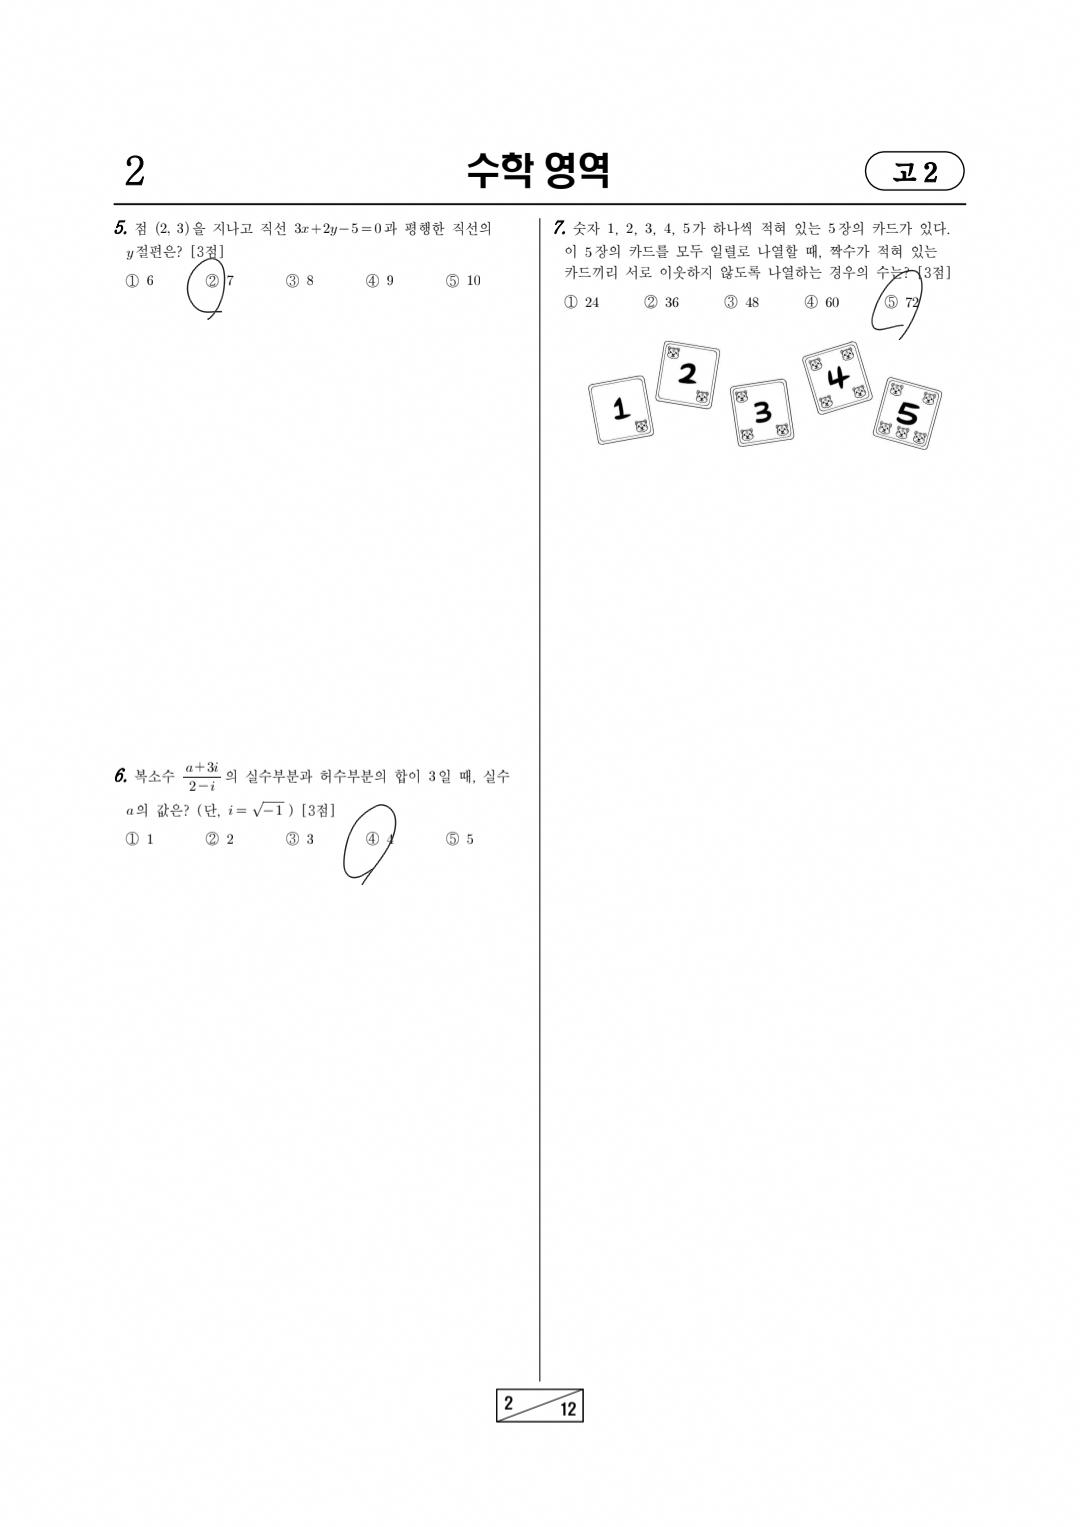 2
수학 영역
고 2
5. 점 (2, 3)을 지나고 직선 3x+2y−5=0과 평행한 직선의
y절편은? [3점]
① 6 ② 7 ③ 8 ④ 9 ⑤ 10
6. 복소수 (a+3i)/(2−i) 의 실수부분과 허수부분의 합이 3일 때, 실수
a의 값은? (단, i=√−1 ) [3점]
① 1 ② 2 ③ 3 ④ 4 ⑤ 5
7. 숫자 1, 2, 3, 4, 5가 하나씩 적혀 있는 5장의 카드가 있다.
이 5장의 카드를 모두 일렬로 나열할 때, 짝수가 적혀 있는
카드끼리 서로 이웃하지 않도록 나열하는 경우의 수는? [3점]
① 24 ② 36 ③ 48 ④ 60 ⑤ 72
1 2 3 4 5
2 12